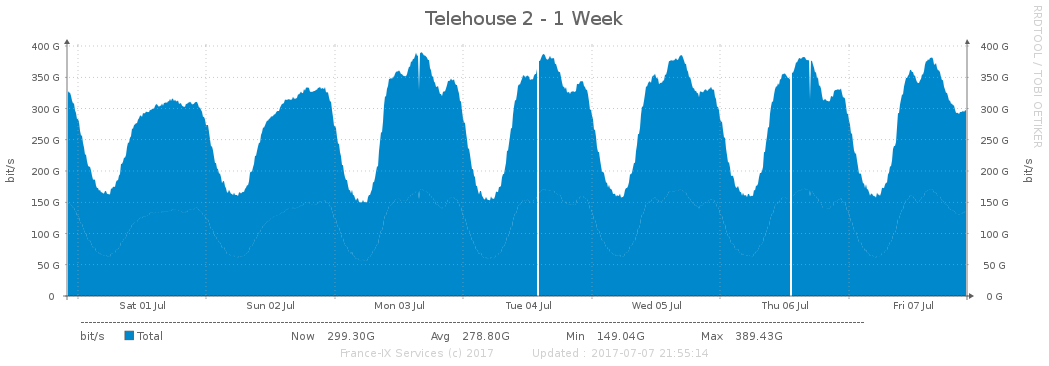 Telehouse 2 - 1 Week
RRDTOOL / TOBI OETIKER
bit/s
400 G
350 G
300 G
250 G
200 G
150 G
100 G
50 G
0
400 G
350 G
300 G
250 G
200 G
150 G
100 G
50 G
0 G
bit/s
Sat 01 Jul Sun 02 Jul Mon 03 Jul Tue 04 Jul Wed 05 Jul Thu 06 Jul Fri 07 Jul
bit/s Total Now 299.30G Avg 278.80G Min 149.04G Max 389.43G
France-IX Services (c) 2017 Updated : 2017-07-07 21:55:14